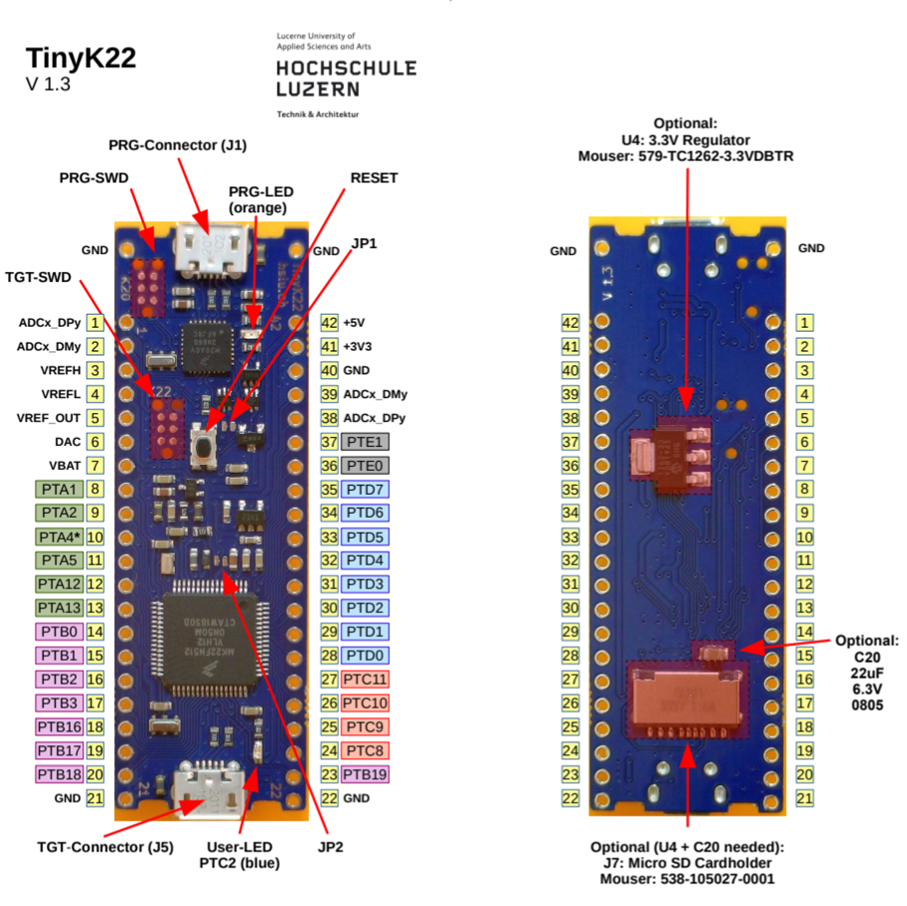 TinyK22
V 1.3
Lucerne University of
Applied Sciences and Arts
HOCHSCHULE
LUZERN
Technik & Architektur
PRG-Connector (J1)
PRG-SWD
PRG-LED
(orange)
RESET
JP1
TGT-SWD
GND
GND
K20
K22
1
ADCx_DPy 1
ADCx_DMy 2
VREFH 3
VREFL 4
VREF_OUT 5
DAC 6
VBAT 7
PTA1 8
PTA2 9
PTA4* 10
PTA5 11
PTA12 12
PTA13 13
PTB0 14
PTB1 15
PTB2 16
PTB3 17
PTB16 18
PTB17 19
PTB18 20
GND 21
42 +5V
41 +3V3
40 GND
39 ADCx_DMy
38 ADCx_DPy
37 PTE1
36 PTE0
35 PTD7
34 PTD6
33 PTD5
32 PTD4
31 PTD3
30 PTD2
29 PTD1
28 PTD0
27 PTC11
26 PTC10
25 PTC9
24 PTC8
23 PTB19
22 GND
MK22FN512
VLH12
0N50M
CTAW1850B
21
22
TGT-Connector (J5)
User-LED
PTC2 (blue)
JP2
Optional:
U4: 3.3V Regulator
Mouser: 579-TC1262-3.3VDBTR
GND
GND
V 1.3
42
41
40
39
38
37
36
35
34
33
32
31
30
29
28
27
26
25
24
23
22
1
2
3
4
5
6
7
8
9
10
11
12
13
14
15
16
17
18
19
20
21
Optional:
C20
22uF
6.3V
0805
Optional (U4 + C20 needed):
J7: Micro SD Cardholder
Mouser: 538-105027-0001